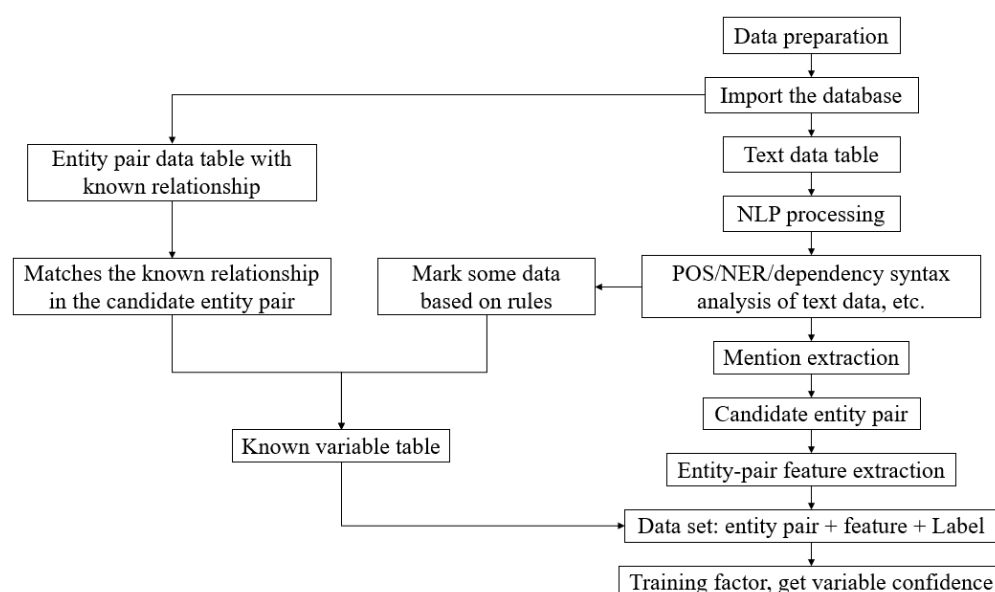 Data preparation
Import the database
Entity pair data table with
known relationship
Text data table
NLP processing
Matches the known relationship
in the candidate entity pair
Mark some data
based on rules
POS/NER/dependency syntax
analysis of text data, etc.
Mention extraction
Candidate entity pair
Known variable table
Entity-pair feature extraction
Data set: entity pair + feature + Label
Training factor, get variable confidence